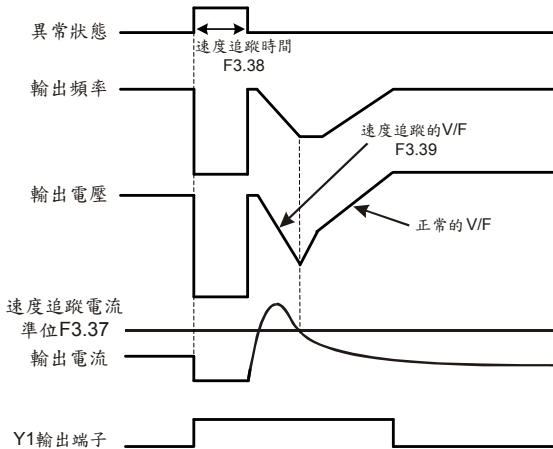 異常狀態
速度追蹤時間
F3.38
輸出頻率
速度追蹤的V/F
F3.39
輸出電壓
正常的V/F
速度追蹤電流
準位F3.37
輸出電流
Y1輸出端子